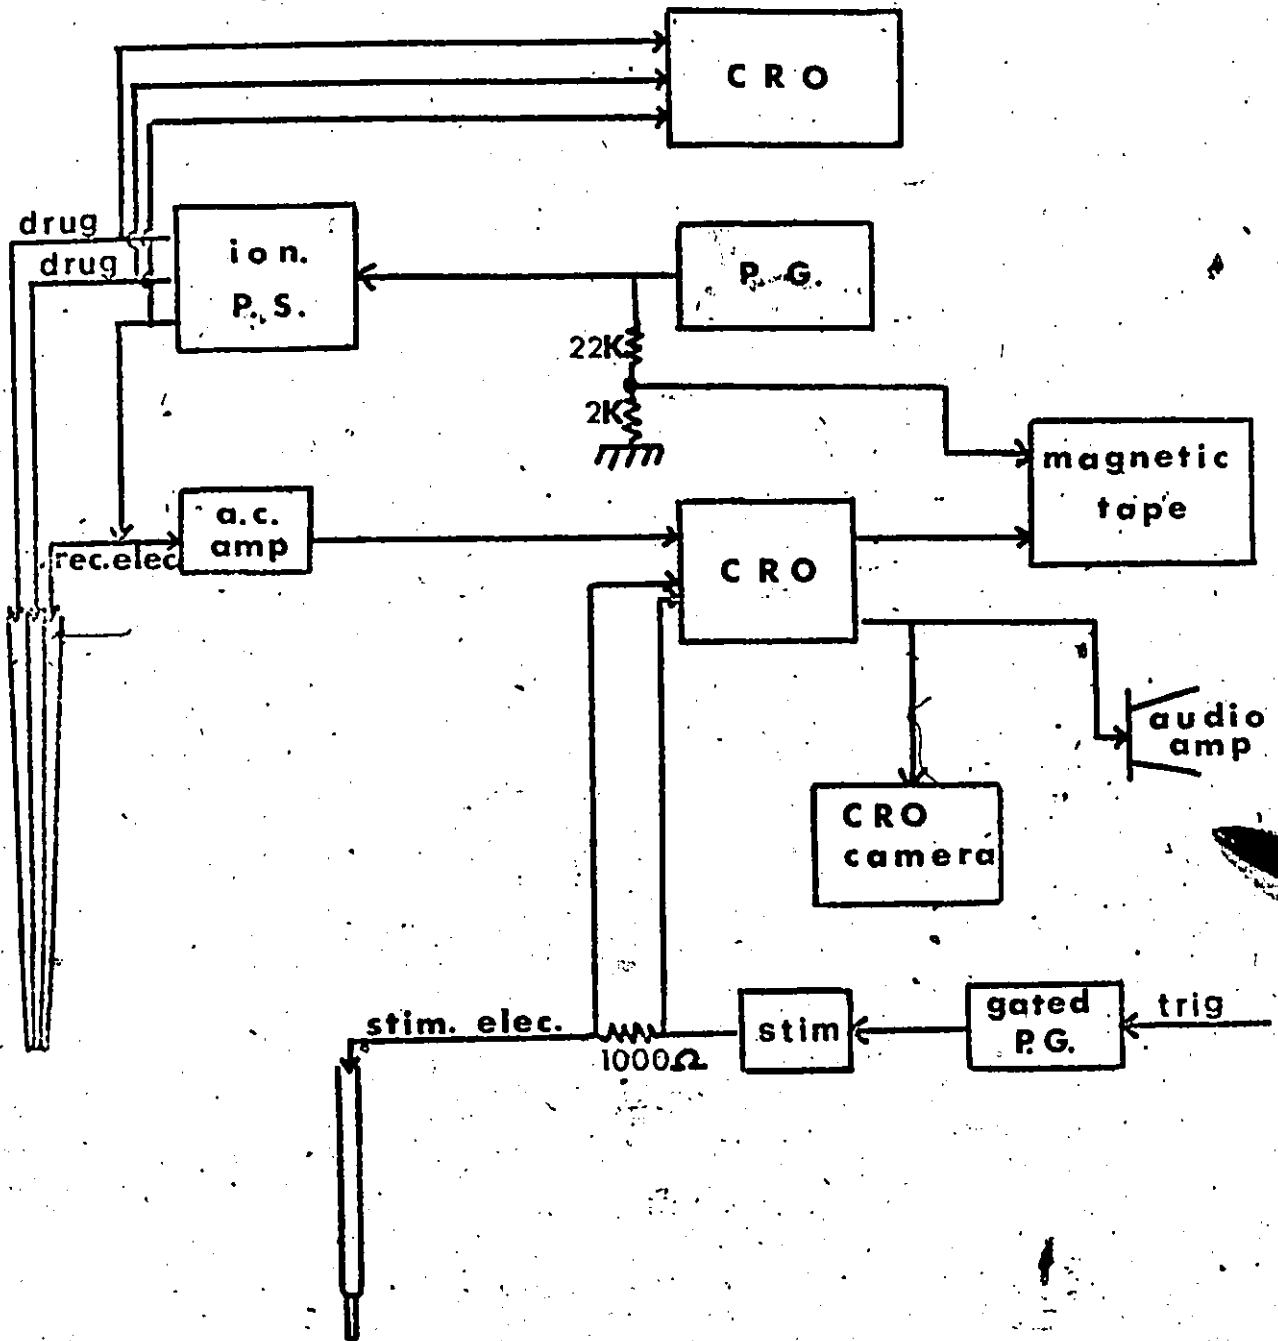 CRO
drug
drug
ion.
P.S.
P.G.
22K
2K
magnetic
tape
a.c.
amp
rec.elec
CRO
audio
amp
CRO
camera
stim. elec.
1000Ω
stim
gated
P.G.
trig